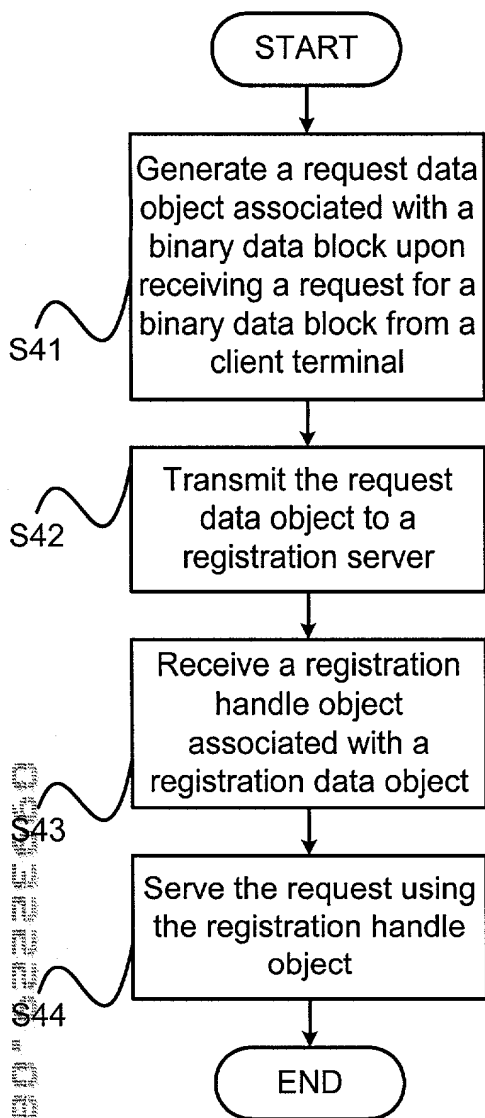 START
Generate a request data
object associated with a
binary data block upon
receiving a request for a
binary data block from a
client terminal
S41
Transmit the request
data object to a
registration server
S42
Receive a registration
handle object
associated with a
registration data object
S43
Serve the request using
the registration handle
object
S44
END